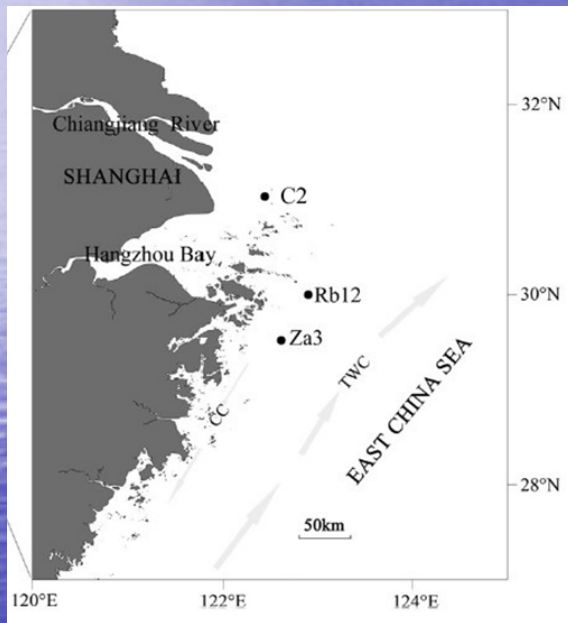 32°N
Chiangjiang River
SHANGHAI
C2
Hangzhou Bay
30°N
Rb12
Za3
TWC
CC
EAST CHINA SEA
28°N
50km
120°E
122°E
124°E